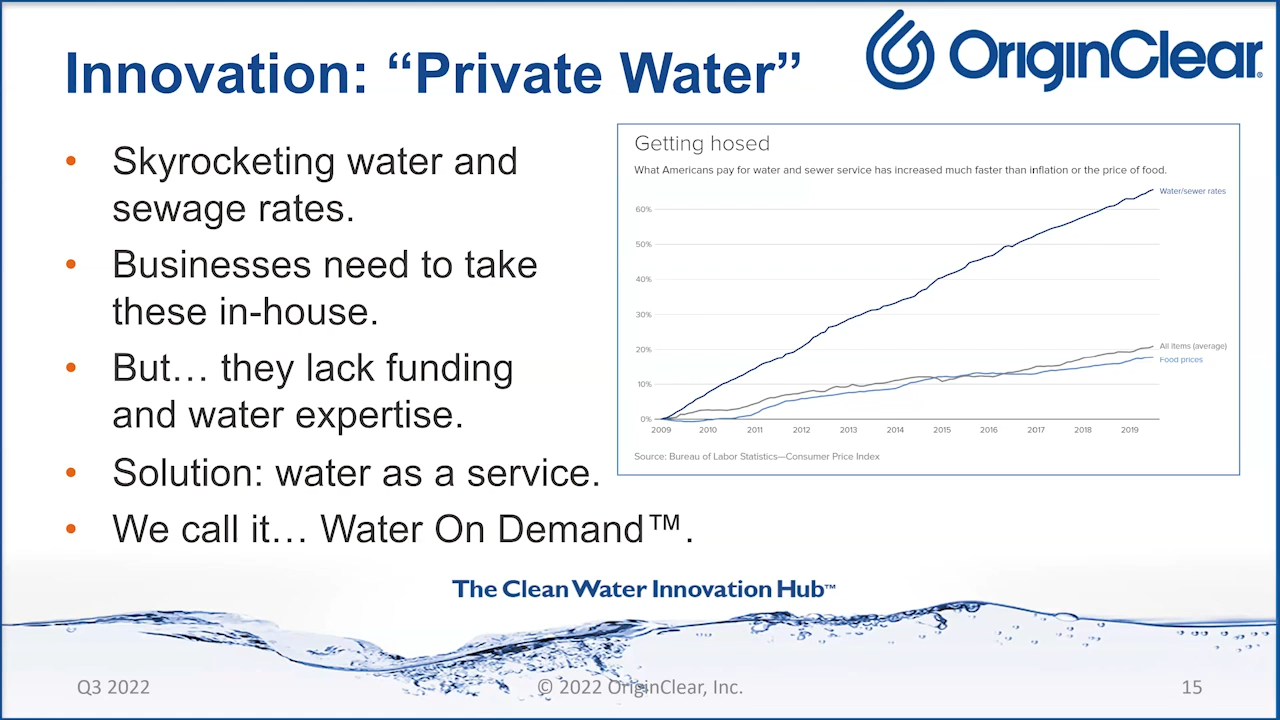 Innovation: “Private Water”
OriginClear®
• Skyrocketing water and
sewage rates.
• Businesses need to take
these in-house.
• But… they lack funding
and water expertise.
• Solution: water as a service.
• We call it… Water On Demand™.
Getting hosed
What Americans pay for water and sewer service has increased much faster than inflation or the price of food.
Water/sewer rates
60%
50%
40%
30%
20%
10%
0%
All items (average)
Food prices
2009 2010 2011 2012 2013 2014 2015 2016 2017 2018 2019
Source: Bureau of Labor Statistics—Consumer Price Index
The Clean Water Innovation Hub™
Q3 2022 © 2022 OriginClear, Inc. 15